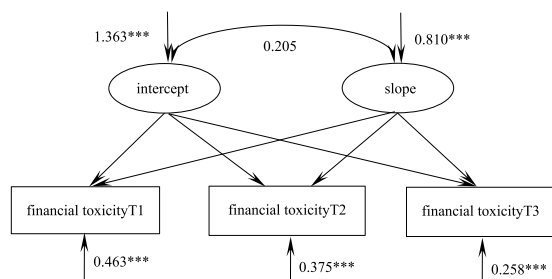 1.363***
0.205
0.810***
intercept
slope
financial toxicityT1
financial toxicityT2
financial toxicityT3
0.463***
0.375***
0.258***